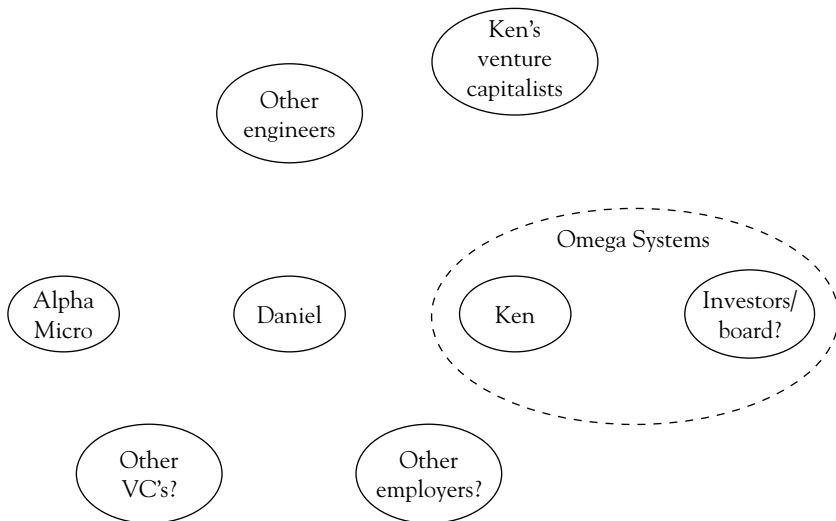 Ken's
venture
capitalists
Other
engineers
Omega Systems
Alpha
Micro
Daniel
Ken
Investors/
board?
Other
VC's?
Other
employers?